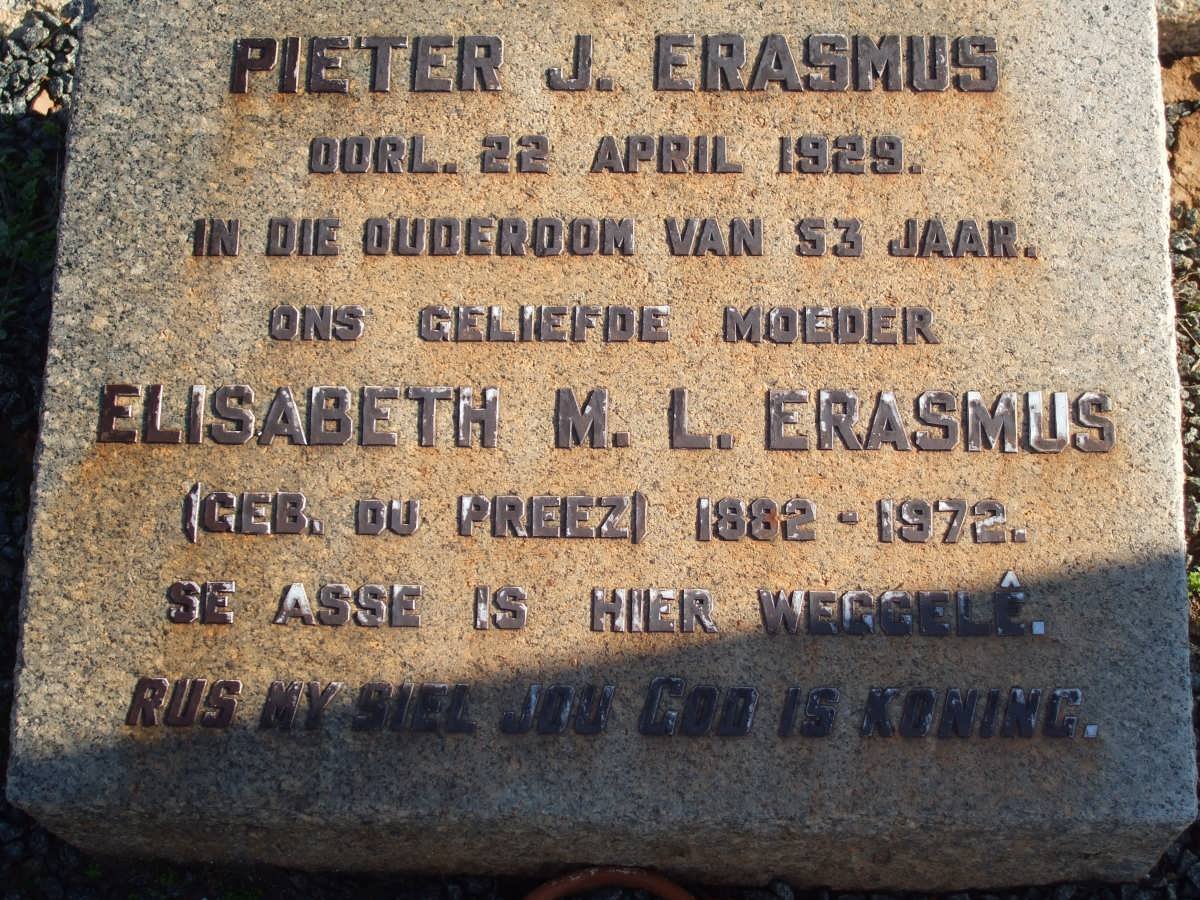 PIETER J. ERASMUS
OORL. 22 APRIL 1929.
IN DIE OUDERDOM VAN 53 JAAR.
ONS GELIEFDE MOEDER
ELISABETH M. L. ERASMUS
(GEB. DU PREEZ) 1882 - 1972.
SE ASSE IS HIER WEGGELÊ.
RUS MY SIEL JOU GOD IS KONING.